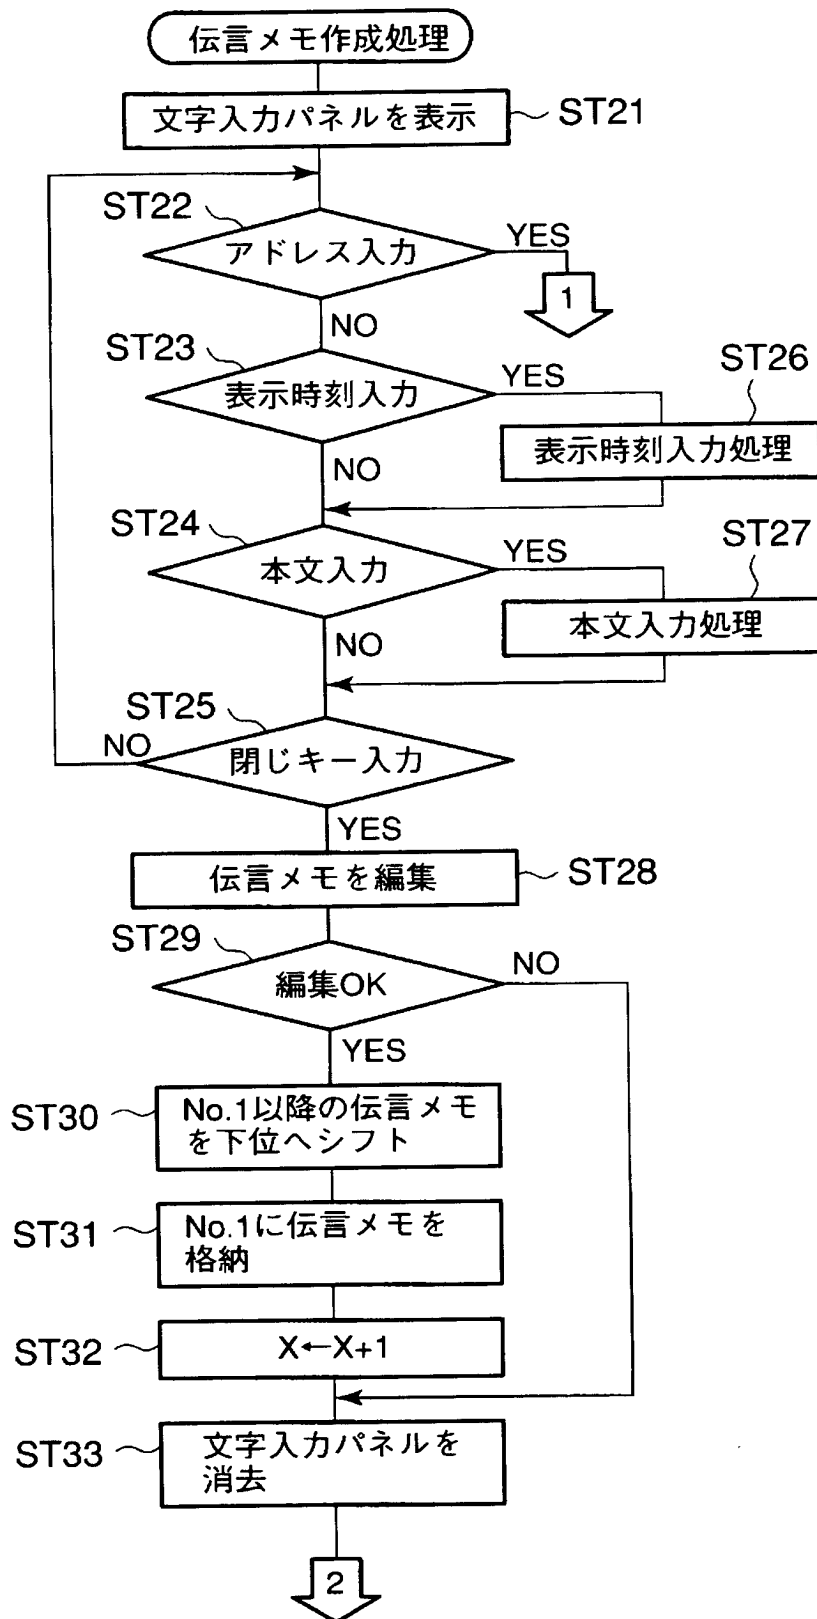 伝言メモ作成処理
文字入力パネルを表示
ST21
ST22
アドレス入力
YES
1
NO
ST23
表示時刻入力
YES
ST26
表示時刻入力処理
NO
ST24
本文入力
YES
ST27
本文入力処理
NO
ST25
NO
閉じキー入力
YES
伝言メモを編集
ST28
ST29
編集OK
NO
YES
ST30
No.1以降の伝言メモ
を下位へシフト
ST31
No.1に伝言メモを
格納
ST32
X←X+1
ST33
文字入力パネルを
消去
2